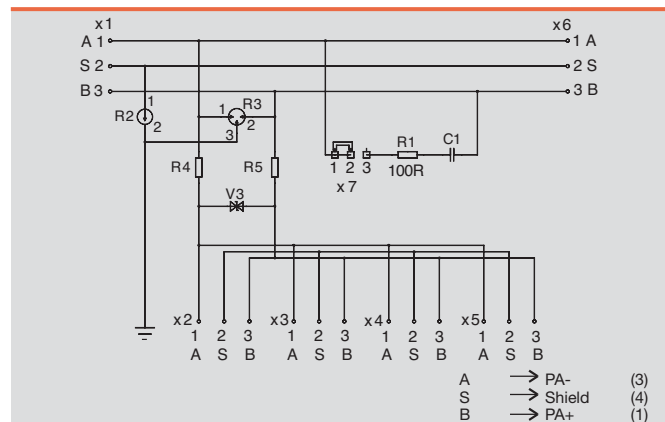 x1 x6
A 1 1 A
S 2 2 S
B 3 3 B
R2 1 2
1 R3 2 3
R4 R5
V3
1 2 3
x7
R1
100R
C1
x2 x3 x4 x5
1 2 3 1 2 3 1 2 3 1 2 3
A S B A S B A S B A S B
A PA- (3)
S Shield (4)
B PA+ (1)